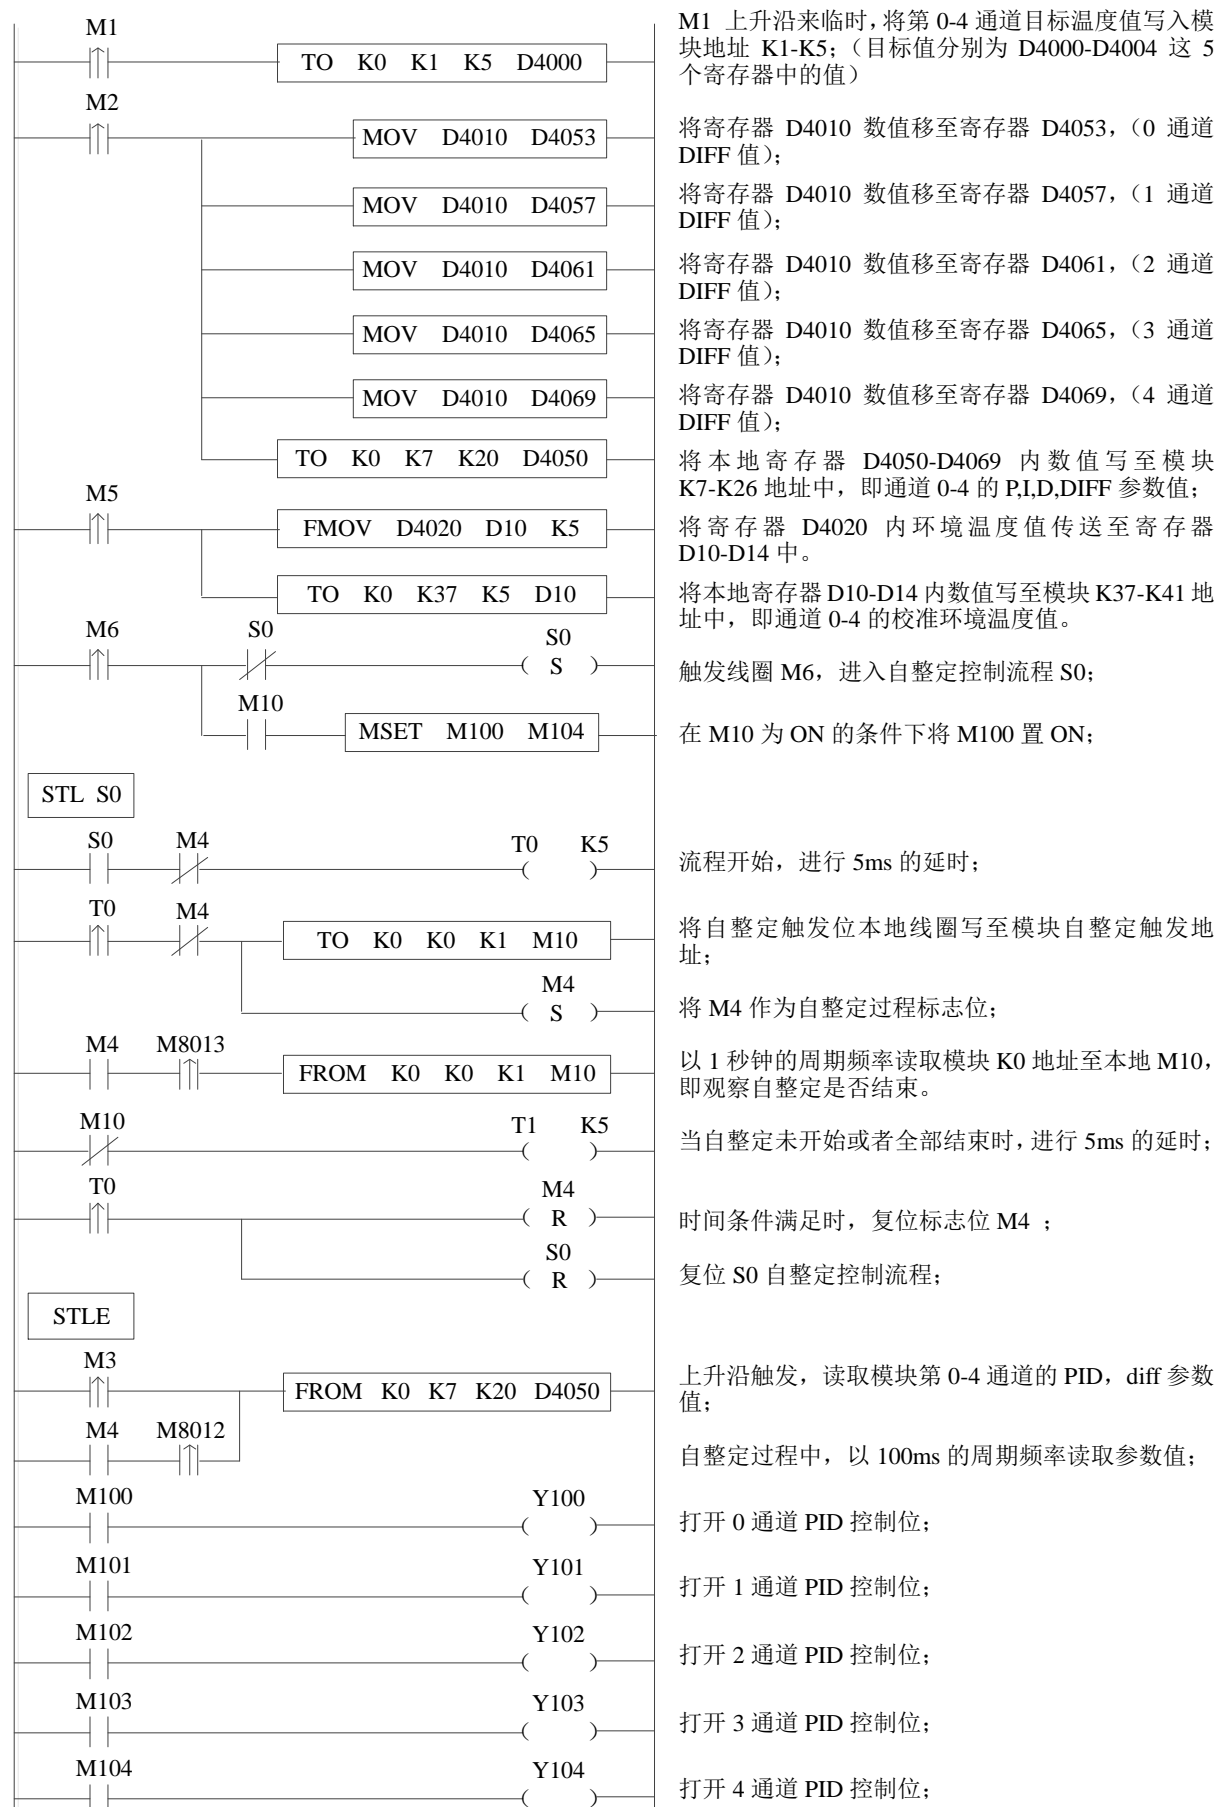 M1
TO K0 K1 K5 D4000
M1 上升沿来临时，将第 0-4 通道目标温度值写入模
块地址 K1-K5；（目标值分别为 D4000-D4004 这 5
个寄存器中的值）
M2
MOV D4010 D4053
将寄存器 D4010 数值移至寄存器 D4053，（0 通道
DIFF 值）；
MOV D4010 D4057
将寄存器 D4010 数值移至寄存器 D4057，（1 通道
DIFF 值）；
MOV D4010 D4061
将寄存器 D4010 数值移至寄存器 D4061，（2 通道
DIFF 值）；
MOV D4010 D4065
将寄存器 D4010 数值移至寄存器 D4065，（3 通道
DIFF 值）；
MOV D4010 D4069
将寄存器 D4010 数值移至寄存器 D4069，（4 通道
DIFF 值）；
TO K0 K7 K20 D4050
将本地寄存器 D4050-D4069 内数值写至模块
K7-K26 地址中，即通道 0-4 的 P,I,D,DIFF 参数值；
M5
FMOV D4020 D10 K5
将寄存器 D4020 内环境温度值传送至寄存器
D10-D14 中。
TO K0 K37 K5 D10
将本地寄存器 D10-D14 内数值写至模块 K37-K41 地
址中，即通道 0-4 的校准环境温度值。
M6 S0 S0
( S )
触发线圈 M6，进入自整定控制流程 S0；
M10
MSET M100 M104
在 M10 为 ON 的条件下将 M100 置 ON；
STL S0
S0 M4 T0 K5
流程开始，进行 5ms 的延时；
T0 M4
TO K0 K0 K1 M10
将自整定触发位本地线圈写至模块自整定触发地
址；
M4
( S )
将 M4 作为自整定过程标志位；
M4 M8013
FROM K0 K0 K1 M10
以 1 秒钟的周期频率读取模块 K0 地址至本地 M10，
即观察自整定是否结束。
M10 T1 K5
当自整定未开始或者全部结束时，进行 5ms 的延时；
T0 M4
( R )
时间条件满足时，复位标志位 M4 ；
S0
( R )
复位 S0 自整定控制流程；
STLE
M3
FROM K0 K7 K20 D4050
上升沿触发，读取模块第 0-4 通道的 PID，diff 参数
值；
M4 M8012
自整定过程中，以 100ms 的周期频率读取参数值；
M100 Y100
打开 0 通道 PID 控制位；
M101 Y101
打开 1 通道 PID 控制位；
M102 Y102
打开 2 通道 PID 控制位；
M103 Y103
打开 3 通道 PID 控制位；
M104 Y104
打开 4 通道 PID 控制位；